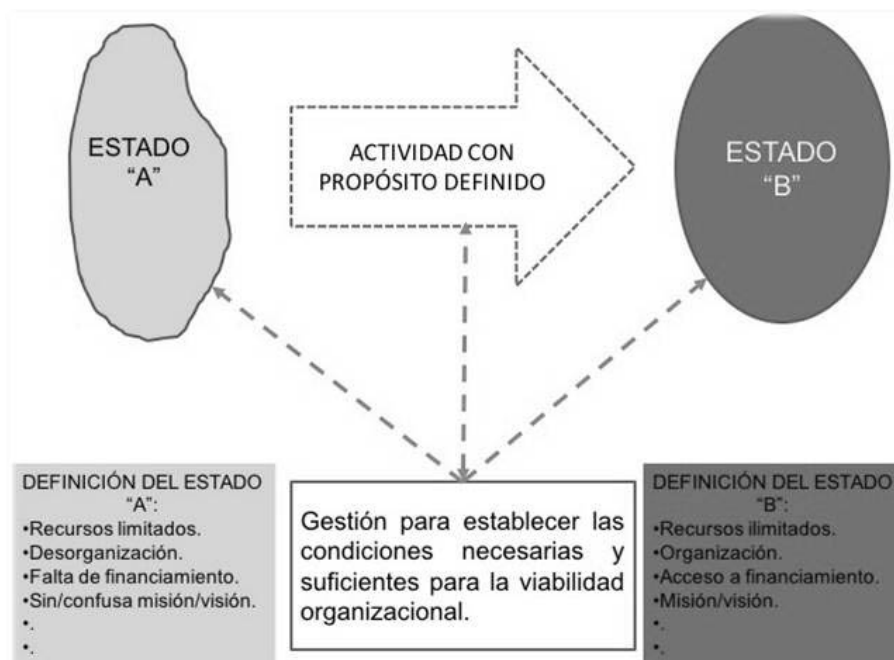 ESTADO
“A”
ACTIVIDAD CON
PROPÓSITO DEFINIDO
ESTADO
“B”
DEFINICIÓN DEL ESTADO
“A”:
•Recursos limitados.
•Desorganización.
•Falta de financiamiento.
•Sin/confusa misión/visión.
•.
•.
Gestión para establecer las
condiciones necesarias y
suficientes para la viabilidad
organizacional.
DEFINICIÓN DEL ESTADO
“B”:
•Recursos ilimitados.
•Organización.
•Acceso a financiamiento.
•Misión/visión.
•.
•.